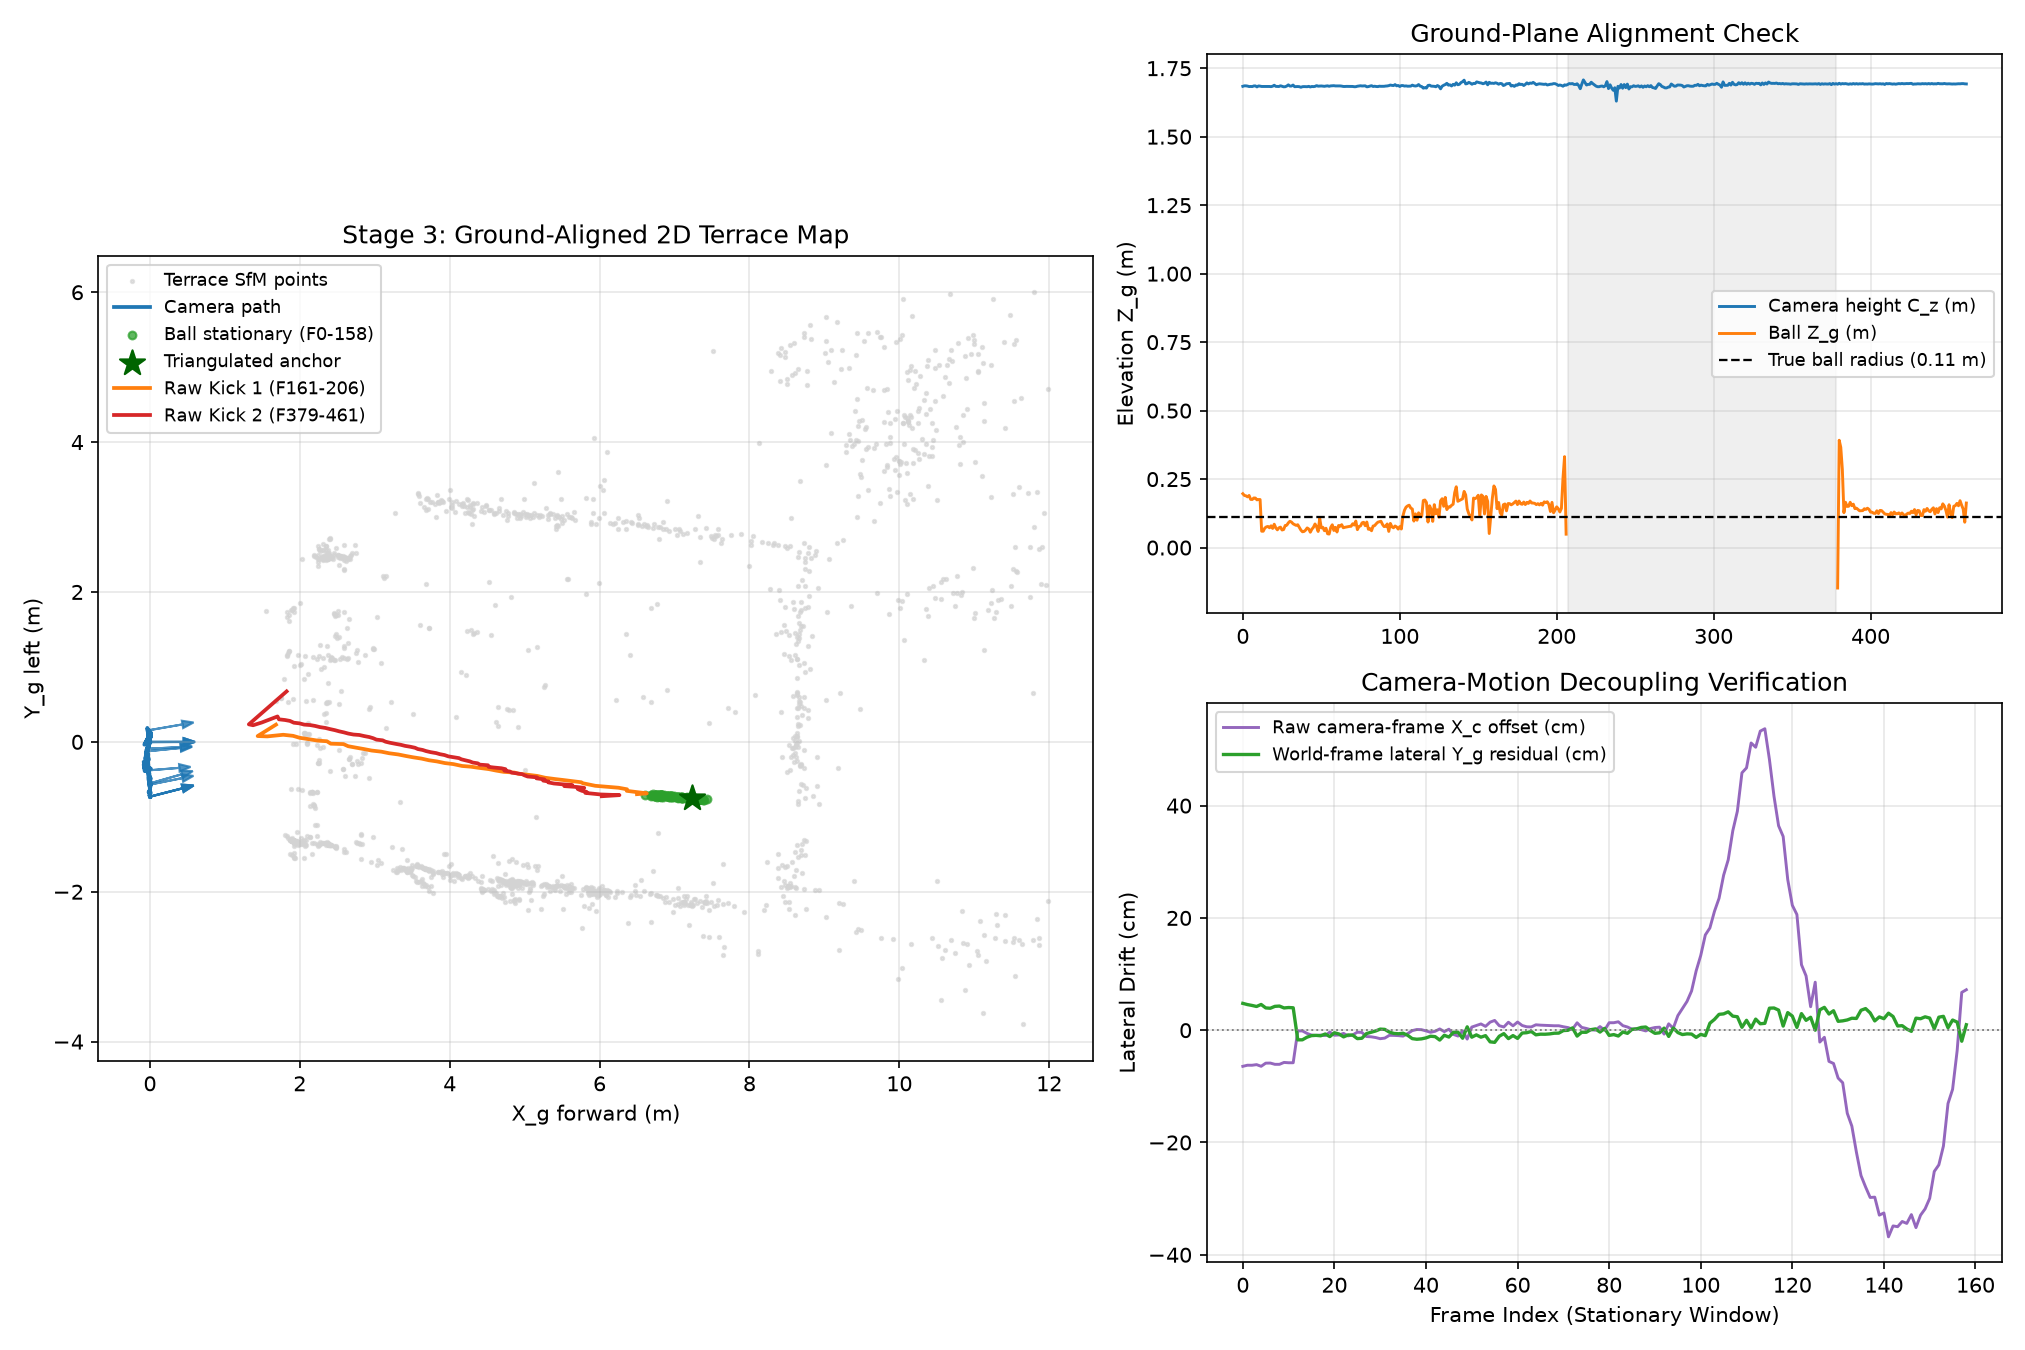 Stage 3: Ground-Aligned 2D Terrace Map
Terrace SfM points
Camera path
Ball stationary (F0-158)
Triangulated anchor
Raw Kick 1 (F161-206)
Raw Kick 2 (F379-461)
Y_g left (m)
6
4
2
0
−2
−4
0
2
4
6
8
10
12
X_g forward (m)
Ground-Plane Alignment Check
Elevation Z_g (m)
1.75
1.50
1.25
1.00
0.75
0.50
0.25
0.00
Camera height C_z (m)
Ball Z_g (m)
True ball radius (0.11 m)
0
100
200
300
400
Camera-Motion Decoupling Verification
Raw camera-frame X_c offset (cm)
World-frame lateral Y_g residual (cm)
Lateral Drift (cm)
40
20
0
−20
−40
0
20
40
60
80
100
120
140
160
Frame Index (Stationary Window)